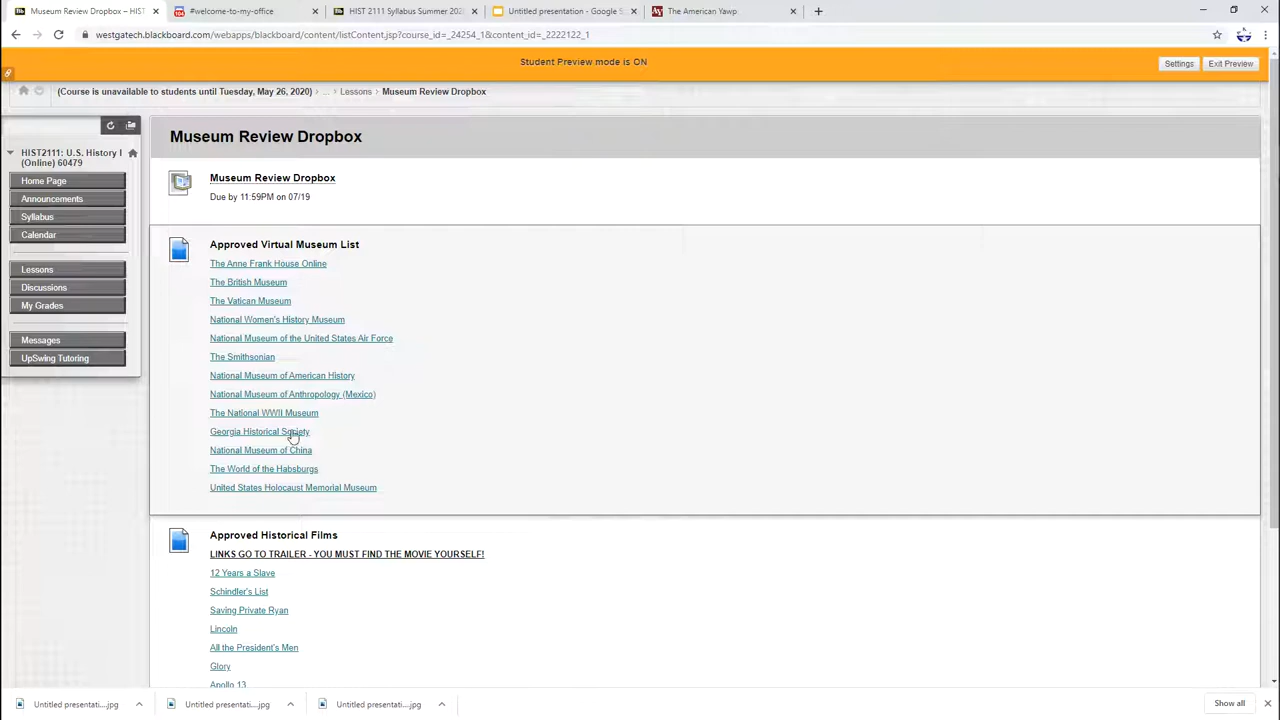 Museum Review Dropbox – HIST
#welcome-to-my-office
HIST 2111 Syllabus Summer 202
Untitled presentation - Google S
The American Yawp
westgatech.blackboard.com/webapps/blackboard/content/listContent.jsp?course_id=_24254_1&content_id=_2222122_1
Student Preview mode is ON
Settings
Exit Preview
(Course is unavailable to students until Tuesday, May 26, 2020) > ... > Lessons > Museum Review Dropbox
HIST2111: U.S. History I
(Online) 60479
Home Page
Announcements
Syllabus
Calendar
Lessons
Discussions
My Grades
Messages
UpSwing Tutoring
Museum Review Dropbox
Museum Review Dropbox
Due by 11:59PM on 07/19
Approved Virtual Museum List
The Anne Frank House Online
The British Museum
The Vatican Museum
National Women's History Museum
National Museum of the United States Air Force
The Smithsonian
National Museum of American History
National Museum of Anthropology (Mexico)
The National WWII Museum
Georgia Historical Society
National Museum of China
The World of the Habsburgs
United States Holocaust Memorial Museum
Approved Historical Films
LINKS GO TO TRAILER - YOU MUST FIND THE MOVIE YOURSELF!
12 Years a Slave
Schindler's List
Saving Private Ryan
Lincoln
All the President's Men
Glory
Apollo 13
Untitled presentati....jpg
Untitled presentati....jpg
Untitled presentati....jpg
Show all